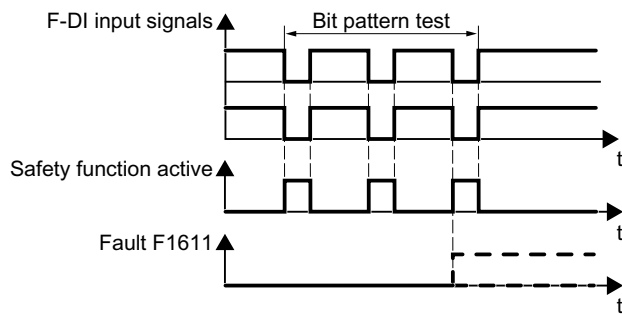 F-DI input signals
Bit pattern test
t
Safety function active
t
Fault F1611
t